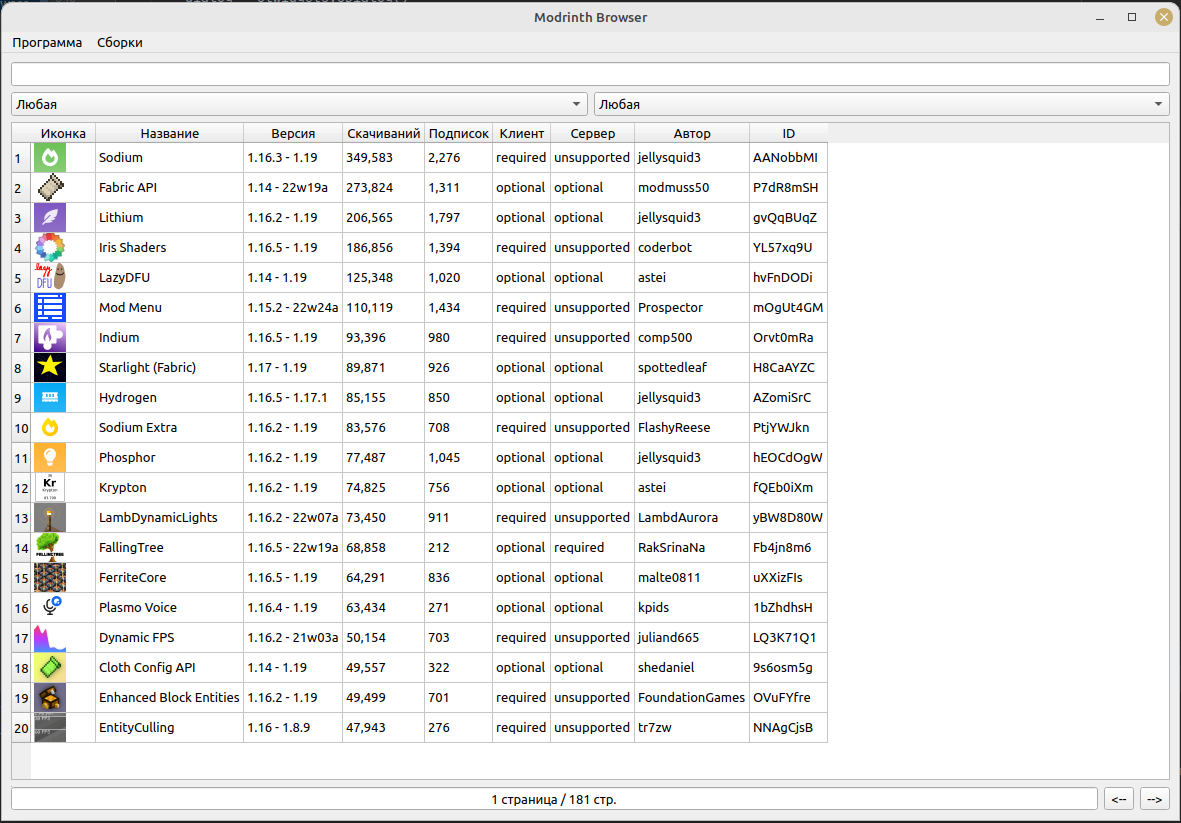 Modrinth Browser
Программа Сборки
Любая Любая
Иконка Название Версия Скачиваний Подписок Клиент Сервер Автор ID
1 Sodium 1.16.3 - 1.19 349,583 2,276 required unsupported jellysquid3 AANobbMI
2 Fabric API 1.14 - 22w19a 273,824 1,311 optional optional modmuss50 P7dR8mSH
3 Lithium 1.16.2 - 1.19 206,565 1,797 optional optional jellysquid3 gvQqBUqZ
4 Iris Shaders 1.16.5 - 1.19 186,856 1,394 required unsupported coderbot YL57xq9U
5 lazy DFU LazyDFU 1.14 - 1.19 125,348 1,020 optional optional astei hvFnDODi
6 Mod Menu 1.15.2 - 22w24a 110,119 1,434 required unsupported Prospector mOgUt4GM
7 Indium 1.16.5 - 1.19 93,396 980 required unsupported comp500 Orvt0mRa
8 Starlight (Fabric) 1.17 - 1.19 89,871 926 optional optional spottedleaf H8CaAYZC
9 Hydrogen 1.16.5 - 1.17.1 85,155 850 optional optional jellysquid3 AZomiSrC
10 Sodium Extra 1.16.2 - 1.19 83,576 708 required unsupported FlashyReese PtjYWJkn
11 Phosphor 1.16.2 - 1.19 77,487 1,045 optional optional jellysquid3 hEOCdOgW
12 Kr Krypton 1.16.2 - 1.19 74,825 756 optional optional astei fQEb0iXm
13 LambDynamicLights 1.16.2 - 22w07a 73,450 911 required unsupported LambdAurora yBW8D80W
14 FALLINGTREE FallingTree 1.16.5 - 22w19a 68,858 212 optional required RakSrinaNa Fb4jn8m6
15 FerriteCore 1.16.5 - 1.19 64,291 836 optional optional malte0811 uXXizFIs
16 Plasmo Voice 1.16.4 - 1.19 63,434 271 optional optional kpids 1bZhdhsH
17 Dynamic FPS 1.16.2 - 21w03a 50,154 703 required unsupported juliand665 LQ3K71Q1
18 Cloth Config API 1.14 - 1.19 49,557 322 optional optional shedaniel 9s6osm5g
19 Enhanced Block Entities 1.16.2 - 1.19 49,499 701 required unsupported FoundationGames OVuFYfre
20 EntityCulling 1.16 - 1.8.9 47,943 276 required unsupported tr7zw NNAgCjsB
1 страница / 181 стр. <-- -->